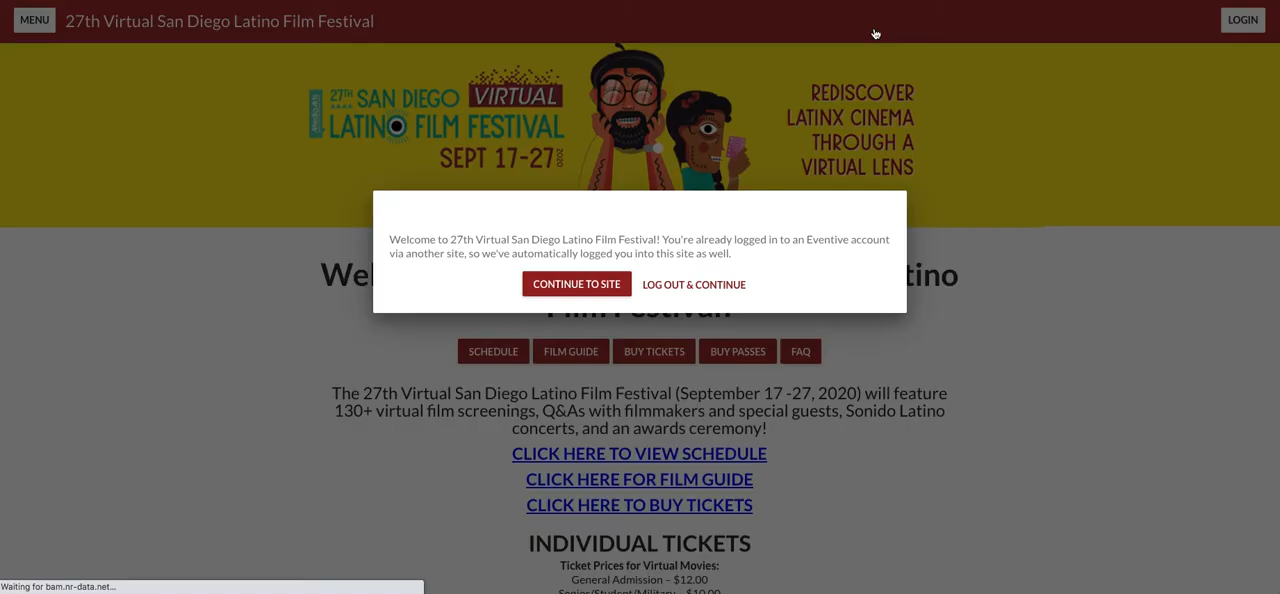 MENU
27th Virtual San Diego Latino Film Festival
LOGIN
27TH
SAN DIEGO
VIRTUAL
LATINO FILM FESTIVAL
SEPT 17-27 2020
REDISCOVER
LATINX CINEMA
THROUGH A
VIRTUAL LENS
Welcome to 27th Virtual San Diego Latino Film Festival! You're already logged in to an Eventive account
via another site, so we've automatically logged you into this site as well.
CONTINUE TO SITE
LOG OUT & CONTINUE
SCHEDULE
FILM GUIDE
BUY TICKETS
BUY PASSES
FAQ
The 27th Virtual San Diego Latino Film Festival (September 17 -27, 2020) will feature
130+ virtual film screenings, Q&As with filmmakers and special guests, Sonido Latino
concerts, and an awards ceremony!
CLICK HERE TO VIEW SCHEDULE
CLICK HERE FOR FILM GUIDE
CLICK HERE TO BUY TICKETS
INDIVIDUAL TICKETS
Ticket Prices for Virtual Movies:
General Admission – $12.00
Senior/Student/Military – $10.00
Waiting for bam.nr-data.net...